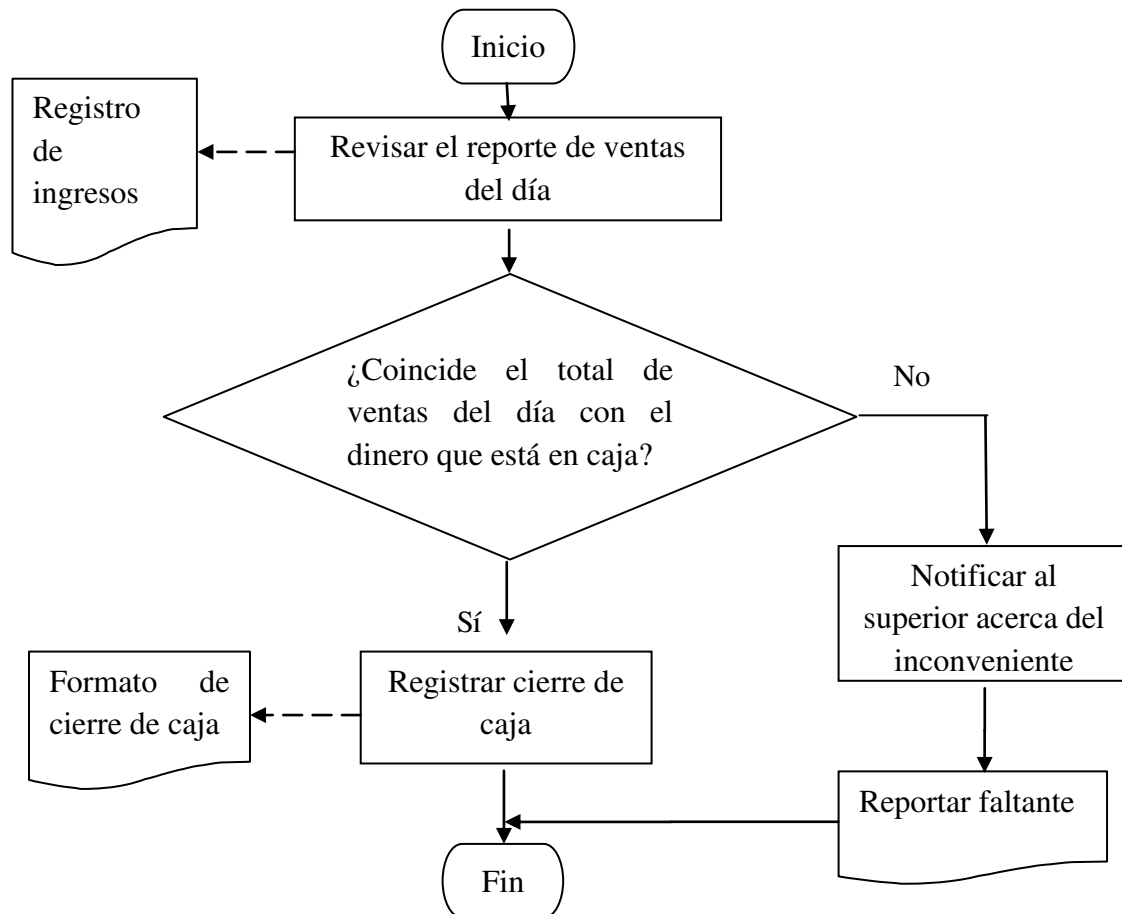 Inicio
Registro
de
ingresos
Revisar el reporte de ventas
del día
¿Coincide el total de
ventas del día con el
dinero que está en caja?
No
Sí
Notificar al
superior acerca del
inconveniente
Formato de
cierre de caja
Registrar cierre de
caja
Reportar faltante
Fin